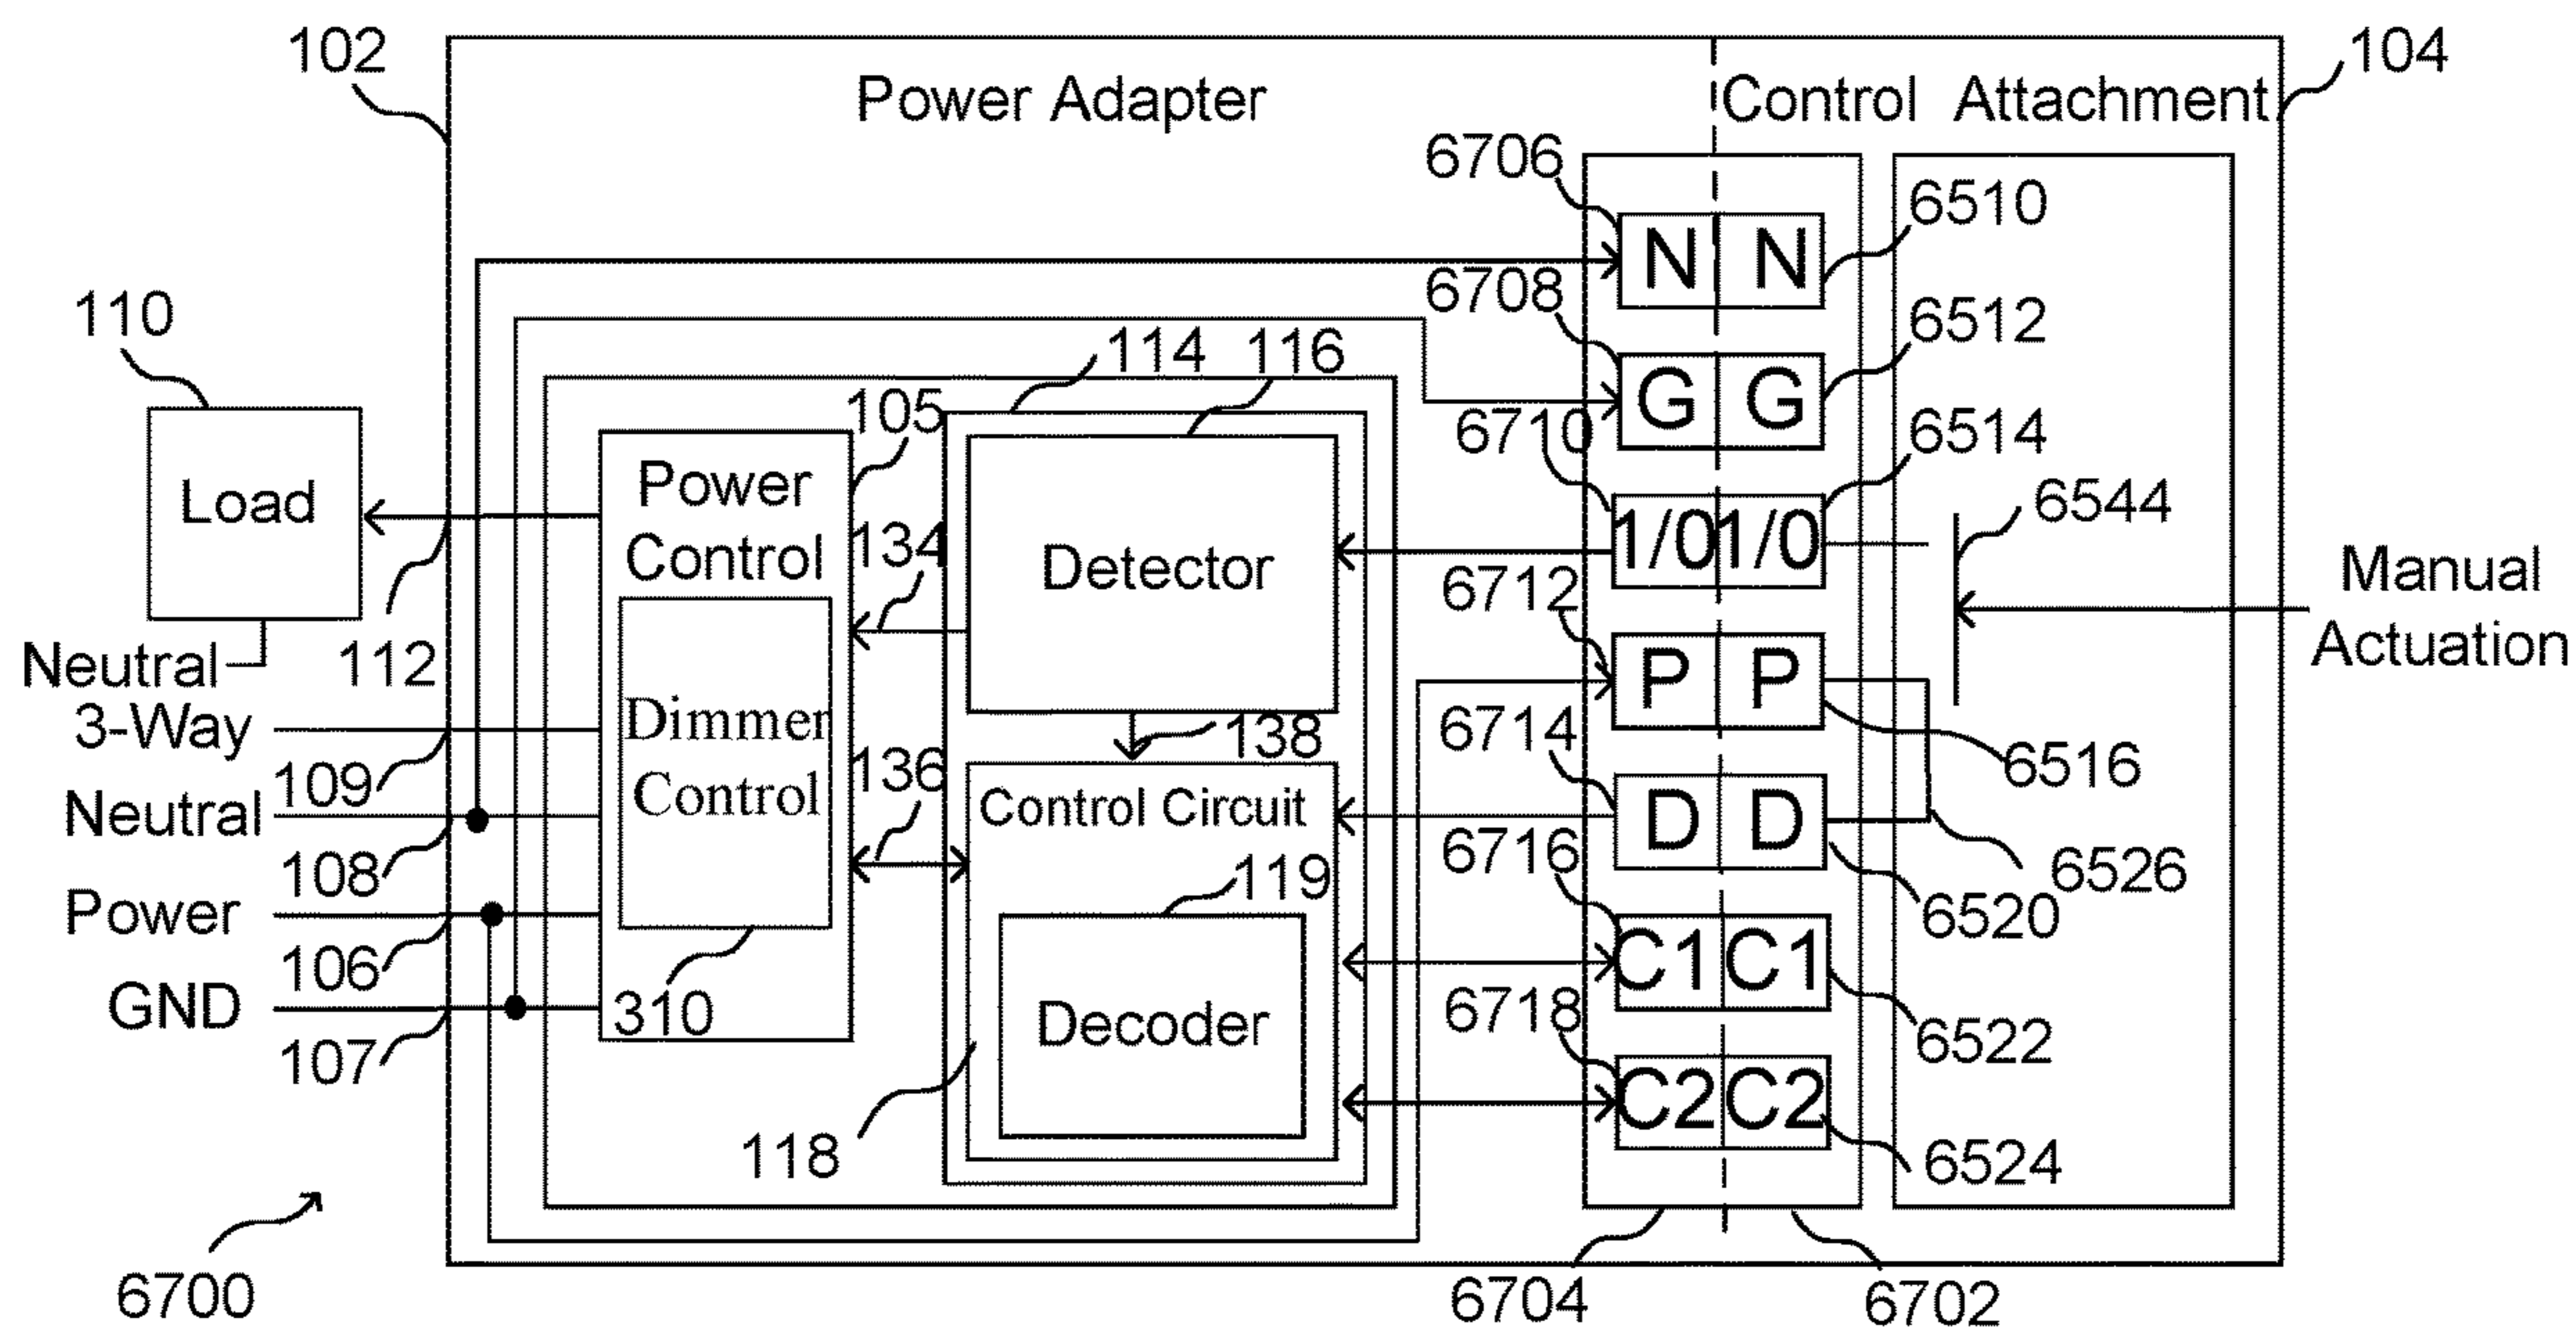 102
Power Adapter
Control Attachment
104
6706
N N
6510
6708
6512
110
114
116
G G
105
6710
6514
Load
Power
Control
134
Detector
1/0 1/0
6544
6712
Manual
Actuation
Neutral
112
P P
3-Way
Dimmer
Control
138
6714
6516
109
136
Neutral
Control Circuit
D D
108
6716
6526
119
6520
Power
106
C1 C1
GND
310
Decoder
6718
6522
107
C2 C2
118
6524
6700
6704
6702